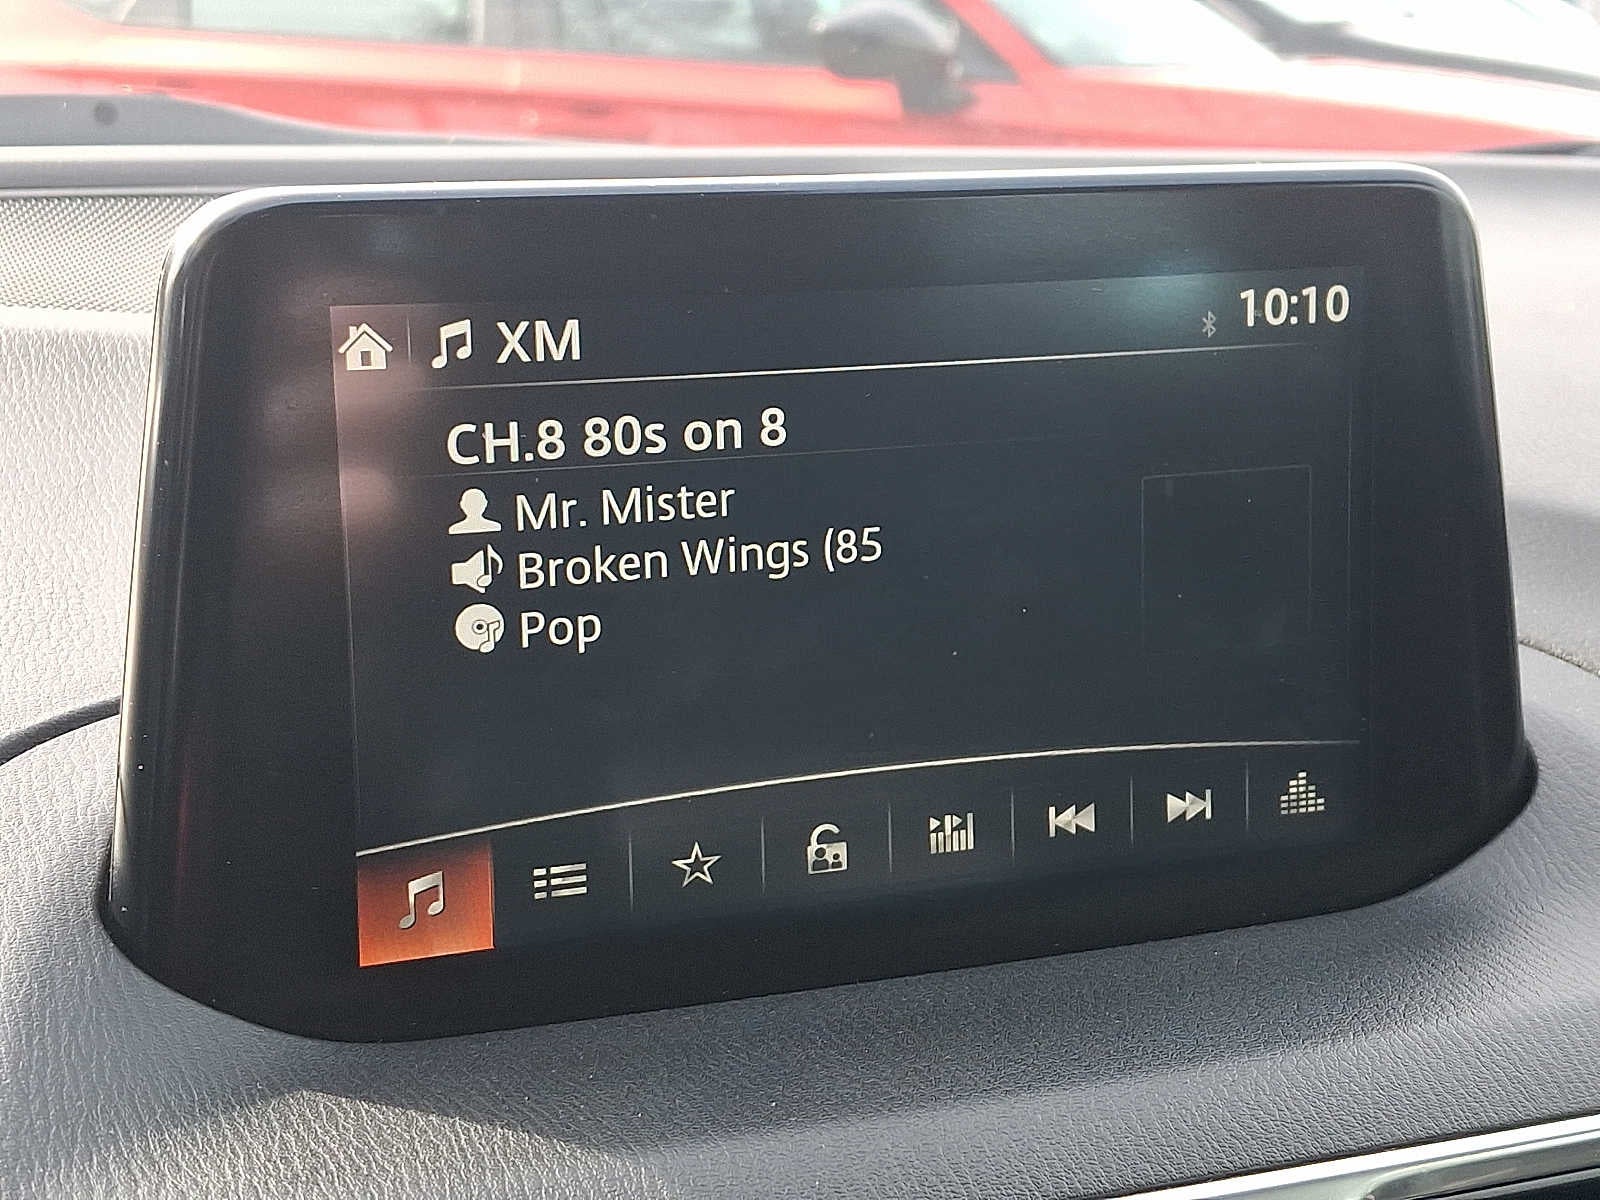 XM
10:10
CH.8 80s on 8
Mr. Mister
Broken Wings (85
Pop